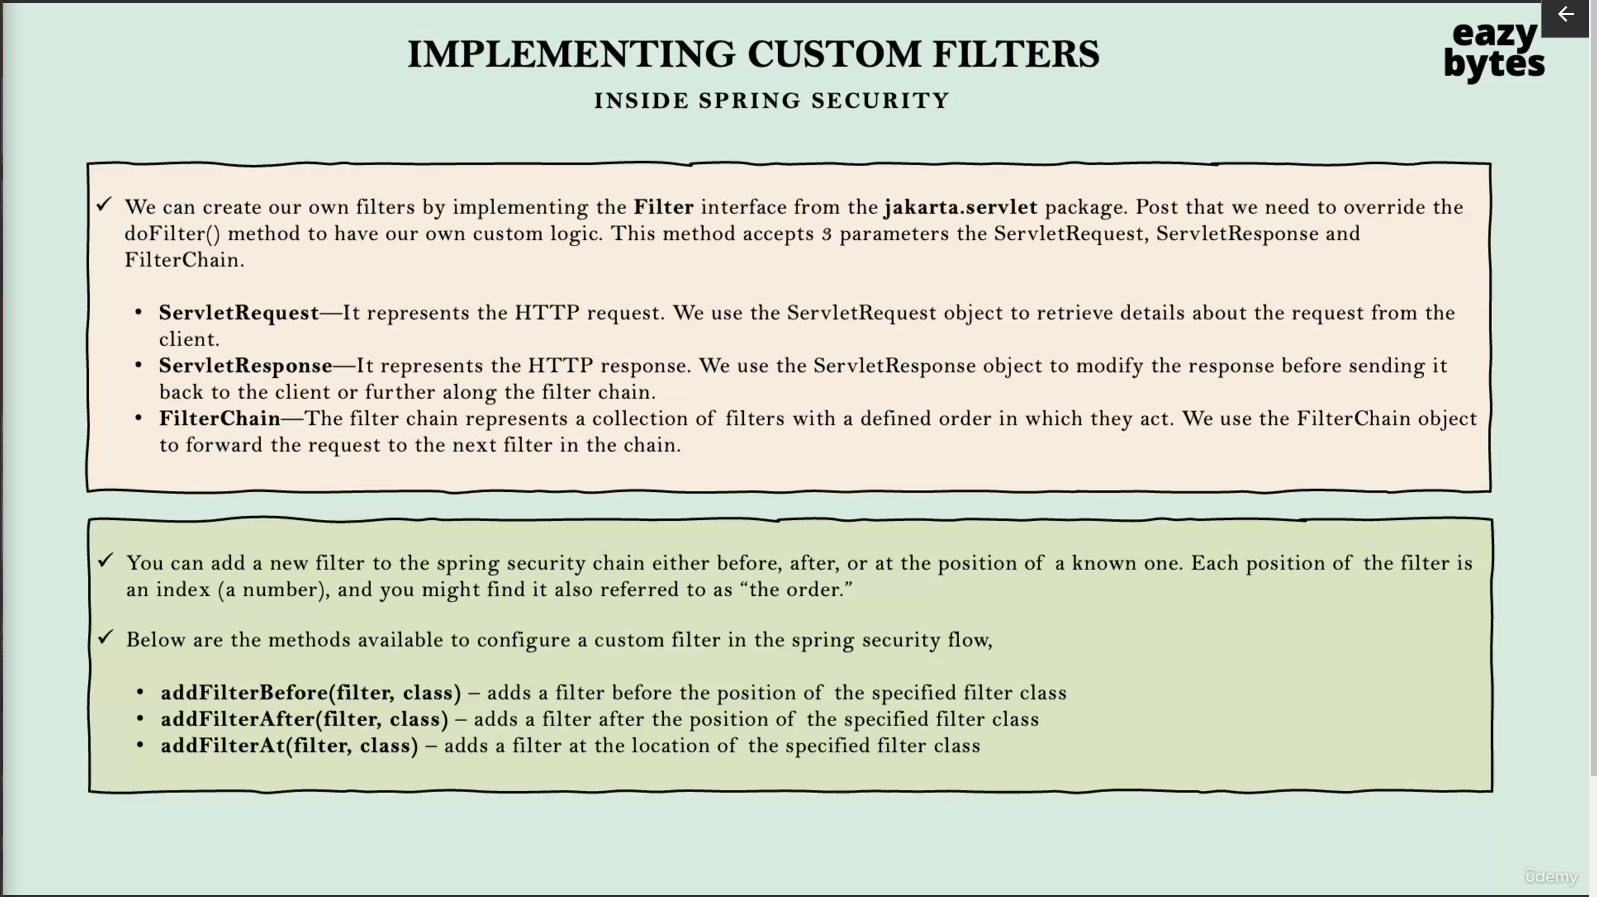 IMPLEMENTING CUSTOM FILTERS
eazy
bytes
INSIDE SPRING SECURITY
✓ We can create our own filters by implementing the Filter interface from the jakarta.servlet package. Post that we need to override the
doFilter() method to have our own custom logic. This method accepts 3 parameters the ServletRequest, ServletResponse and
FilterChain.
• ServletRequest—It represents the HTTP request. We use the ServletRequest object to retrieve details about the request from the
client.
• ServletResponse—It represents the HTTP response. We use the ServletResponse object to modify the response before sending it
back to the client or further along the filter chain.
• FilterChain—The filter chain represents a collection of filters with a defined order in which they act. We use the FilterChain object
to forward the request to the next filter in the chain.
✓ You can add a new filter to the spring security chain either before, after, or at the position of a known one. Each position of the filter is
an index (a number), and you might find it also referred to as “the order.”
✓ Below are the methods available to configure a custom filter in the spring security flow,
• addFilterBefore(filter, class) – adds a filter before the position of the specified filter class
• addFilterAfter(filter, class) – adds a filter after the position of the specified filter class
• addFilterAt(filter, class) – adds a filter at the location of the specified filter class
ûdemy